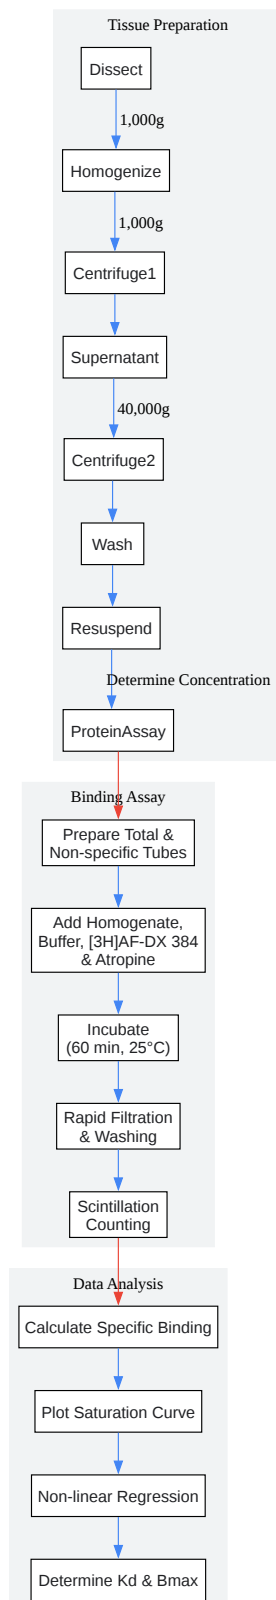 Tissue Preparation
Dissect
1,000g
Homogenize
1,000g
Centrifuge1
Supernatant
40,000g
Centrifuge2
Wash
Resuspend
Determine Concentration
ProteinAssay
Binding Assay
Prepare Total &
Non-specific Tubes
Add Homogenate,
Buffer, [3H]AF-DX 384
& Atropine
Incubate
(60 min, 25°C)
Rapid Filtration
& Washing
Scintillation
Counting
Data Analysis
Calculate Specific Binding
Plot Saturation Curve
Non-linear Regression
Determine Kd & Bmax